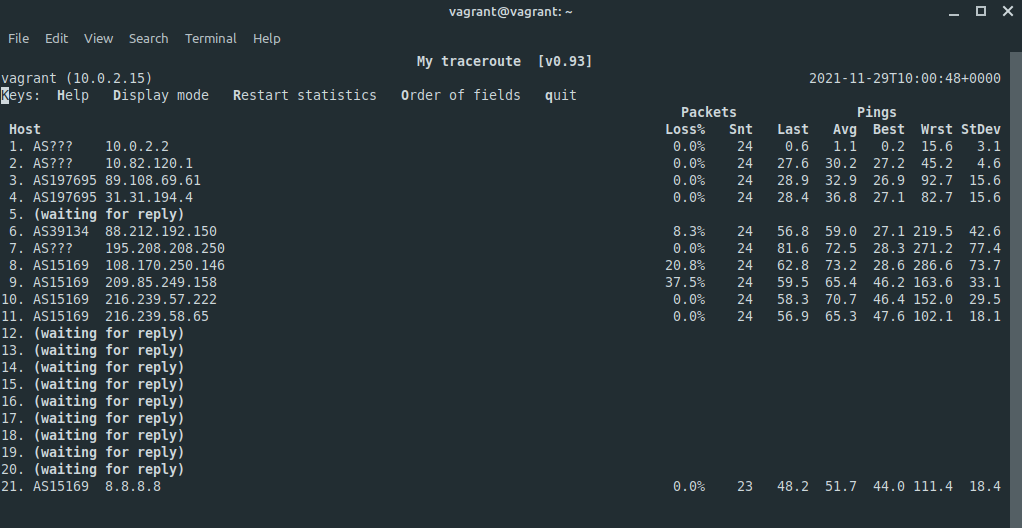 vagrant@vagrant: ~
File Edit View Search Terminal Help
My traceroute [v0.93]
vagrant (10.0.2.15) 2021-11-29T10:00:48+0000
Keys: Help Display mode Restart statistics Order of fields quit
Packets Pings
Host Loss% Snt Last Avg Best Wrst StDev
1. AS??? 10.0.2.2 0.0% 24 0.6 1.1 0.2 15.6 3.1
2. AS??? 10.82.120.1 0.0% 24 27.6 30.2 27.2 45.2 4.6
3. AS197695 89.108.69.61 0.0% 24 28.9 32.9 26.9 92.7 15.6
4. AS197695 31.31.194.4 0.0% 24 28.4 36.8 27.1 82.7 15.6
5. (waiting for reply)
6. AS39134 88.212.192.150 8.3% 24 56.8 59.0 27.1 219.5 42.6
7. AS??? 195.208.208.250 0.0% 24 81.6 72.5 28.3 271.2 77.4
8. AS15169 108.170.250.146 20.8% 24 62.8 73.2 28.6 286.6 73.7
9. AS15169 209.85.249.158 37.5% 24 59.5 65.4 46.2 163.6 33.1
10. AS15169 216.239.57.222 0.0% 24 58.3 70.7 46.4 152.0 29.5
11. AS15169 216.239.58.65 0.0% 24 56.9 65.3 47.6 102.1 18.1
12. (waiting for reply)
13. (waiting for reply)
14. (waiting for reply)
15. (waiting for reply)
16. (waiting for reply)
17. (waiting for reply)
18. (waiting for reply)
19. (waiting for reply)
20. (waiting for reply)
21. AS15169 8.8.8.8 0.0% 23 48.2 51.7 44.0 111.4 18.4